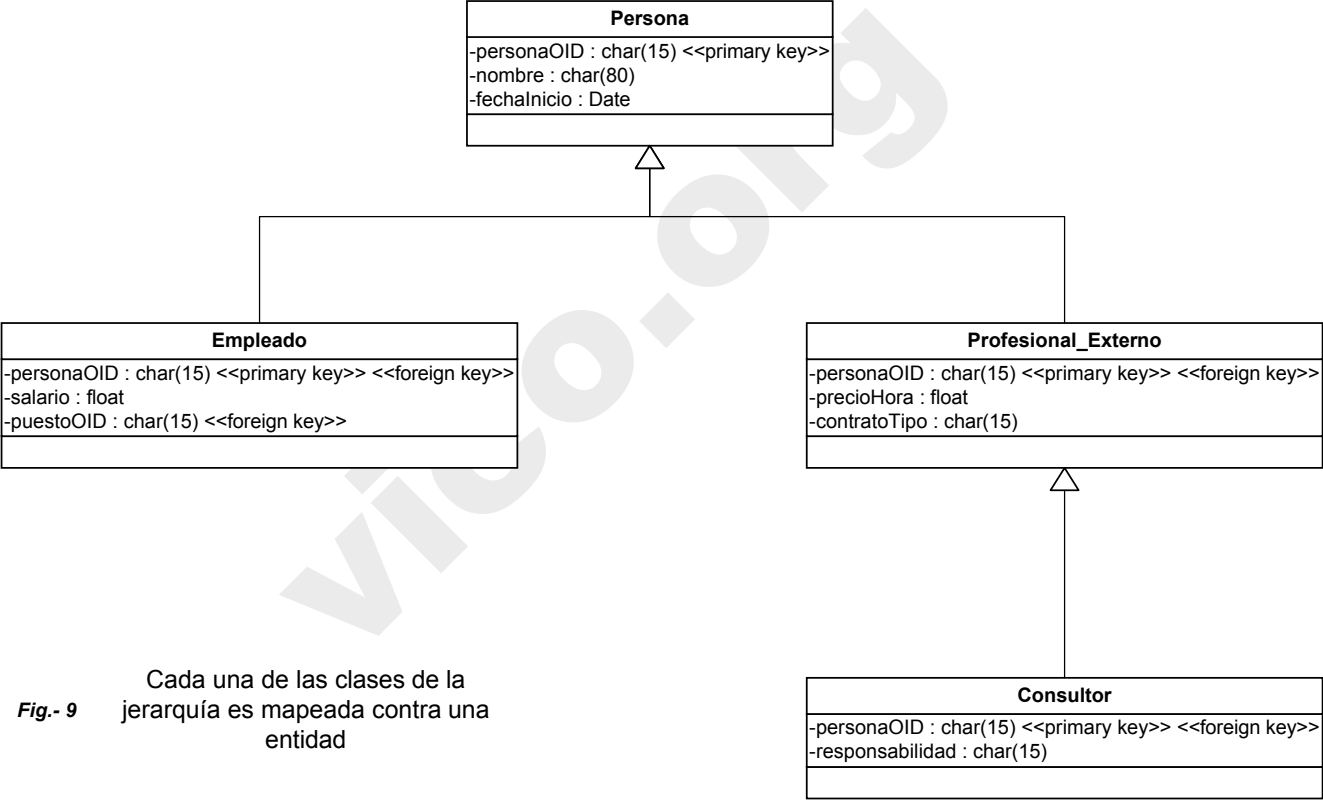 Persona
-personaOID : char(15) <<primary key>>
-nombre : char(80)
-fechaInicio : Date
Empleado
-personaOID : char(15) <<primary key>> <<foreign key>>
-salario : float
-puestoOID : char(15) <<foreign key>>
Profesional_Externo
-personaOID : char(15) <<primary key>> <<foreign key>>
-precioHora : float
-contratoTipo : char(15)
Consultor
-personaOID : char(15) <<primary key>> <<foreign key>>
-responsabilidad : char(15)
Fig.- 9
Cada una de las clases de la
jerarquía es mapeada contra una
entidad
vico.org